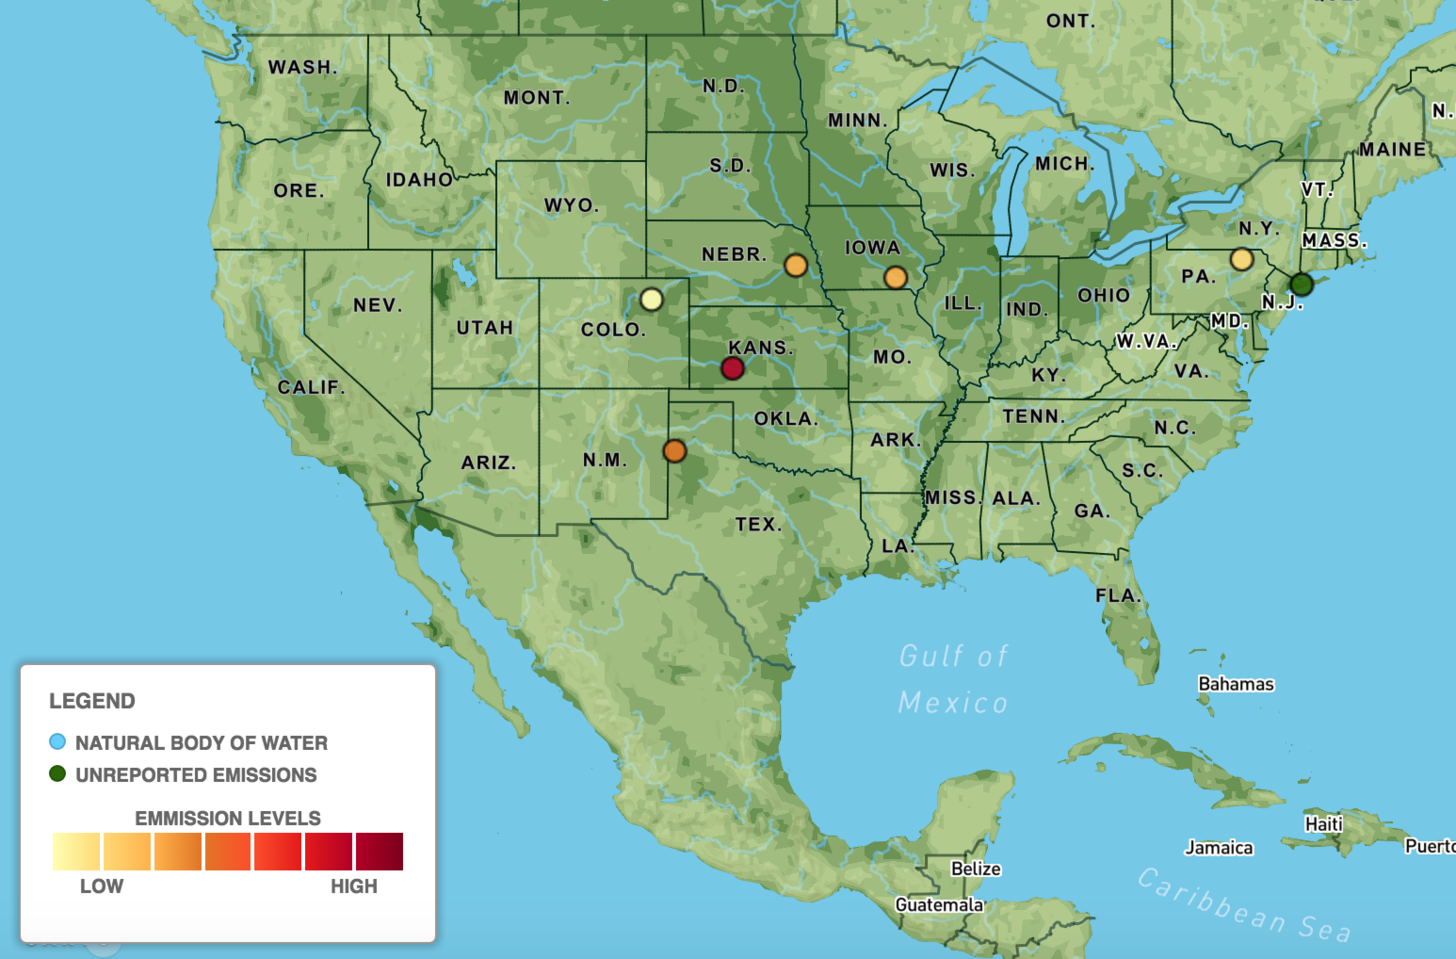 ONT.
WASH.
MONT.
N.D.
MINN.
N.
MAINE
ORE.
IDAHO
S.D.
WIS.
MICH.
VT.
WYO.
N.Y.
MASS.
NEBR.
IOWA
PA.
NEV.
COLO.
UTAH
ILL.
IND.
OHIO
N.J.
MD.
KANS.
MO.
W.VA.
CALIF.
KY.
VA.
OKLA.
TENN.
ARK.
N.C.
ARIZ.
N.M.
S.C.
MISS.
ALA.
GA.
TEX.
LA.
FLA.
Gulf of
Mexico
Bahamas
Haiti
Jamaica
Puerto
Belize
Guatemala
Caribbean Sea
LEGEND
NATURAL BODY OF WATER
UNREPORTED EMISSIONS
EMMISSION LEVELS
LOW
HIGH